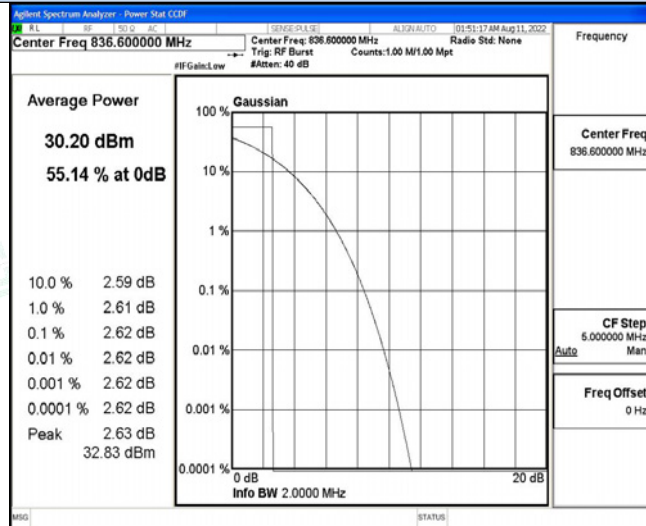 Agilent Spectrum Analyzer - Power Stat CCDF
RL RF 50 Ω AC SENSE:PULSE ALIGN AUTO 01:51:17 AM Aug 11, 2022
Center Freq 836.600000 MHz
Center Freq: 836.600000 MHz Radio Std: None
Trig: RF Burst Counts:1.00 M/1.00 Mpt
#IFGain:Low #Atten: 40 dB
Frequency
Average Power
30.20 dBm
55.14 % at 0dB
10.0 % 2.59 dB
1.0 % 2.61 dB
0.1 % 2.62 dB
0.01 % 2.62 dB
0.001 % 2.62 dB
0.0001 % 2.62 dB
Peak 2.63 dB
32.83 dBm
Gaussian
100 %
10 %
1 %
0.1 %
0.01 %
0.001 %
0.0001 %
0 dB 20 dB
Info BW 2.0000 MHz
Center Freq
836.600000 MHz
CF Step
5.000000 MHz
Auto Man
Freq Offset
0 Hz
MSG STATUS